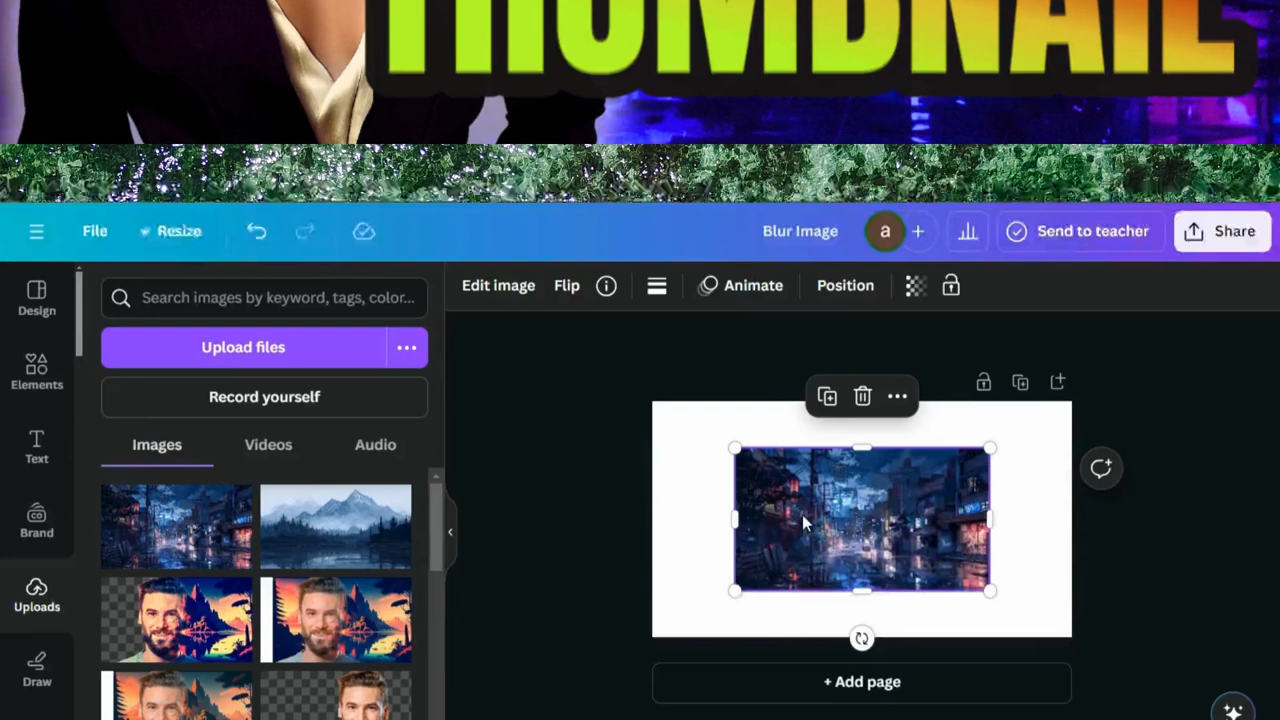 THUMBNAIL
File
Resize
Blur Image
a
Send to teacher
Share
Design
Search images by keyword, tags, color...
Edit image
Flip
Animate
Position
Upload files
Elements
Record yourself
Text
Images
Videos
Audio
CO
Brand
Uploads
Draw
+ Add page